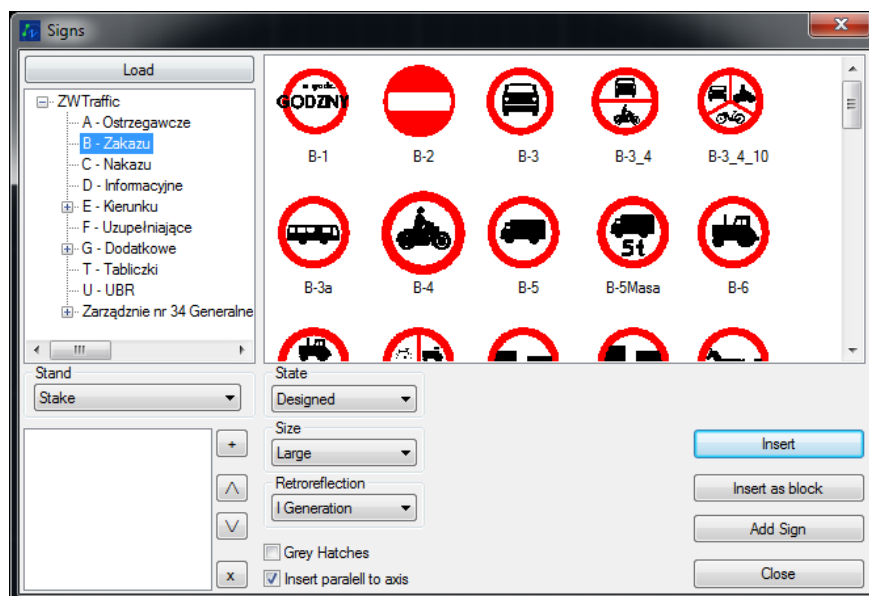 Signs
x
Load
ZWTraffic
A - Ostrzegawcze
B - Zakazu
C - Nakazu
D - Informacyjne
E - Kierunku
F - Uzupełniające
G - Dodatkowe
T - Tabliczki
U - UBR
Zarządznie nr 34 Generalne
w godz.
GODZINY
B-1
B-2
B-3
B-3_4
B-3_4_10
5t
B-3a
B-4
B-5
B-5Masa
B-6
Stand
Stake
State
Designed
Size
Large
Retroreflection
I Generation
Grey Hatches
Insert paralell to axis
+
x
Insert
Insert as block
Add Sign
Close